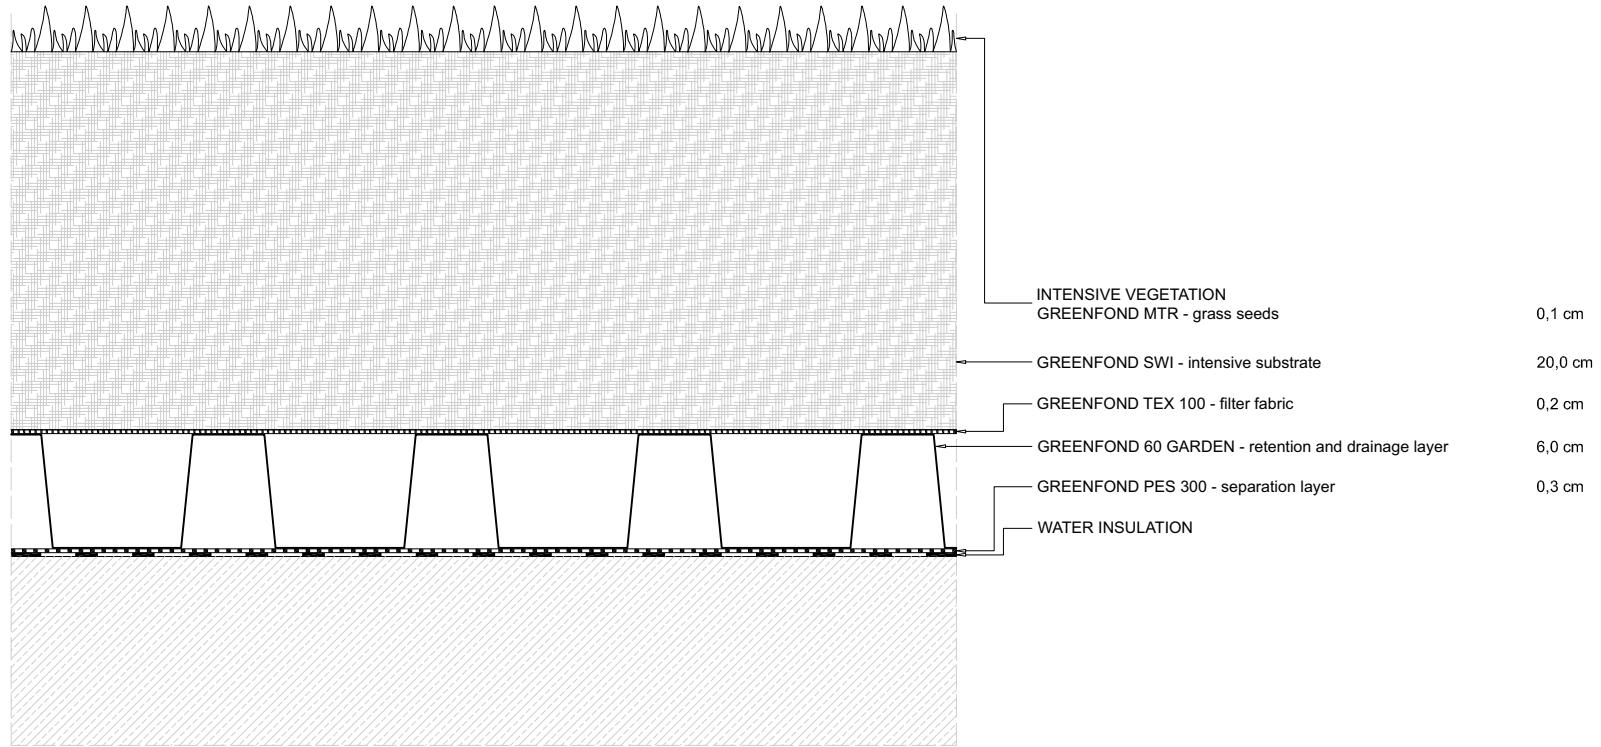 INTENSIVE VEGETATION
GREENFOND MTR - grass seeds 0,1 cm
GREENFOND SWI - intensive substrate 20,0 cm
GREENFOND TEX 100 - filter fabric 0,2 cm
GREENFOND 60 GARDEN - retention and drainage layer 6,0 cm
GREENFOND PES 300 - separation layer 0,3 cm
WATER INSULATION